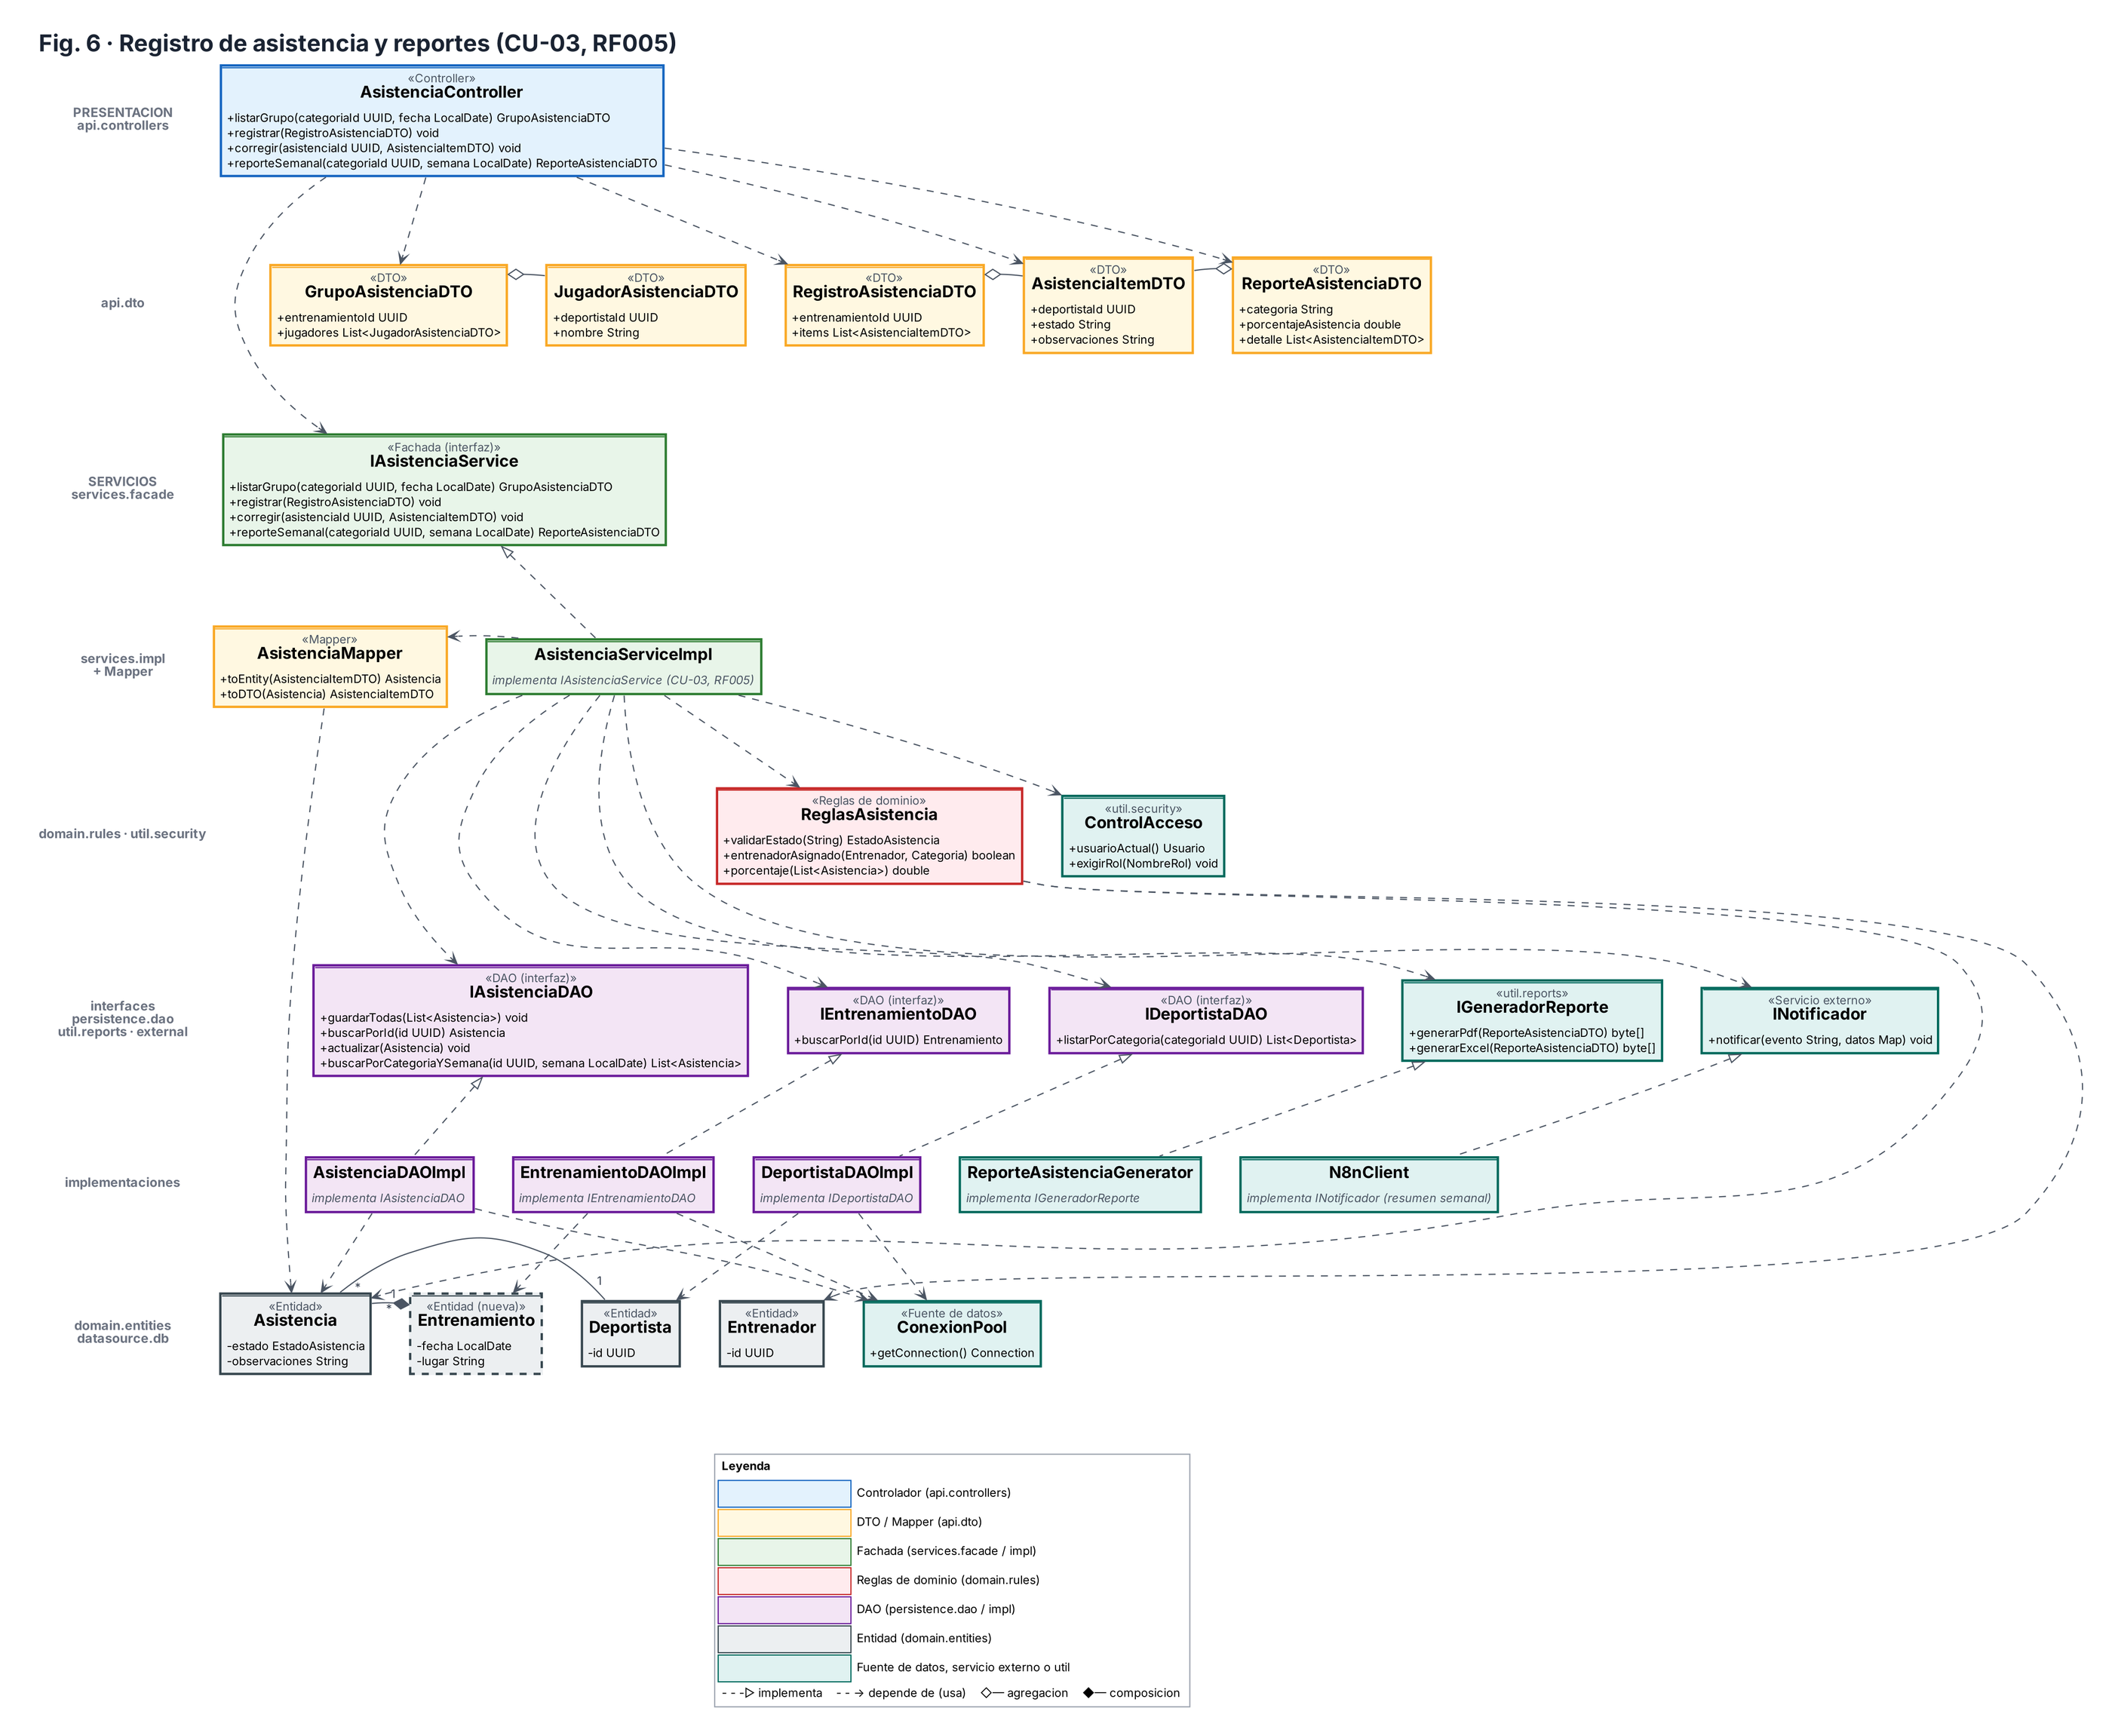 Fig. 6 · Registro de asistencia y reportes (CU-03, RF005)
PRESENTACION
api.controllers
«Controller»
AsistenciaController
+listarGrupo(categoriaId UUID, fecha LocalDate) GrupoAsistenciaDTO
+registrar(RegistroAsistenciaDTO) void
+corregir(asistenciaId UUID, AsistenciaItemDTO) void
+reporteSemanal(categoriaId UUID, semana LocalDate) ReporteAsistenciaDTO
api.dto
«DTO»
GrupoAsistenciaDTO
+entrenamientoId UUID
+jugadores List<JugadorAsistenciaDTO>
«DTO»
JugadorAsistenciaDTO
+deportistaId UUID
+nombre String
«DTO»
RegistroAsistenciaDTO
+entrenamientoId UUID
+items List<AsistenciaItemDTO>
«DTO»
AsistenciaItemDTO
+deportistaId UUID
+estado String
+observaciones String
«DTO»
ReporteAsistenciaDTO
+categoria String
+porcentajeAsistencia double
+detalle List<AsistenciaItemDTO>
SERVICIOS
services.facade
«Fachada (interfaz)»
IAsistenciaService
+listarGrupo(categoriaId UUID, fecha LocalDate) GrupoAsistenciaDTO
+registrar(RegistroAsistenciaDTO) void
+corregir(asistenciaId UUID, AsistenciaItemDTO) void
+reporteSemanal(categoriaId UUID, semana LocalDate) ReporteAsistenciaDTO
services.impl
+ Mapper
«Mapper»
AsistenciaMapper
+toEntity(AsistenciaItemDTO) Asistencia
+toDTO(Asistencia) AsistenciaItemDTO
AsistenciaServiceImpl
implementa IAsistenciaService (CU-03, RF005)
domain.rules · util.security
«Reglas de dominio»
ReglasAsistencia
+validarEstado(String) EstadoAsistencia
+entrenadorAsignado(Entrenador, Categoria) boolean
+porcentaje(List<Asistencia>) double
«util.security»
ControlAcceso
+usuarioActual() Usuario
+exigirRol(NombreRol) void
interfaces
persistence.dao
util.reports · external
«DAO (interfaz)»
IAsistenciaDAO
+guardarTodas(List<Asistencia>) void
+buscarPorId(id UUID) Asistencia
+actualizar(Asistencia) void
+buscarPorCategoriaYSemana(id UUID, semana LocalDate) List<Asistencia>
«DAO (interfaz)»
IEntrenamientoDAO
+buscarPorId(id UUID) Entrenamiento
«DAO (interfaz)»
IDeportistaDAO
+listarPorCategoria(categoriaId UUID) List<Deportista>
«util.reports»
IGeneradorReporte
+generarPdf(ReporteAsistenciaDTO) byte[]
+generarExcel(ReporteAsistenciaDTO) byte[]
«Servicio externo»
INotificador
+notificar(evento String, datos Map) void
implementaciones
AsistenciaDAOImpl
implementa IAsistenciaDAO
EntrenamientoDAOImpl
implementa IEntrenamientoDAO
DeportistaDAOImpl
implementa IDeportistaDAO
ReporteAsistenciaGenerator
implementa IGeneradorReporte
N8nClient
implementa INotificador (resumen semanal)
domain.entities
datasource.db
* 1
* 1
«Entidad»
Asistencia
-estado EstadoAsistencia
-observaciones String
«Entidad (nueva)»
Entrenamiento
-fecha LocalDate
-lugar String
«Entidad»
Deportista
-id UUID
«Entidad»
Entrenador
-id UUID
«Fuente de datos»
ConexionPool
+getConnection() Connection
Leyenda
Controlador (api.controllers)
DTO / Mapper (api.dto)
Fachada (services.facade / impl)
Reglas de dominio (domain.rules)
DAO (persistence.dao / impl)
Entidad (domain.entities)
Fuente de datos, servicio externo o util
implementa depende de (usa) agregacion composicion